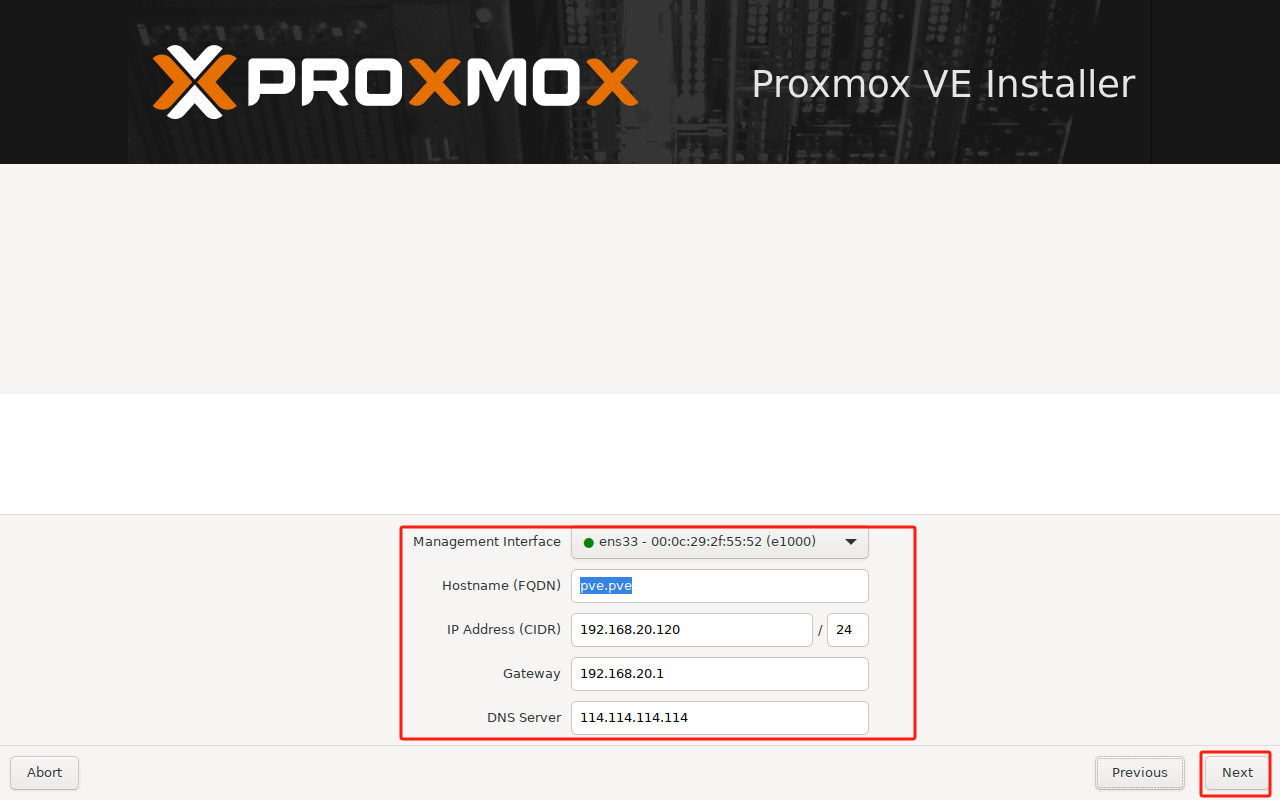 PROXMOX
Proxmox VE Installer
Management Interface ens33 - 00:0c:29:2f:55:52 (e1000)
Hostname (FQDN) pve.pve
IP Address (CIDR) 192.168.20.120 / 24
Gateway 192.168.20.1
DNS Server 114.114.114.114
Abort Previous Next